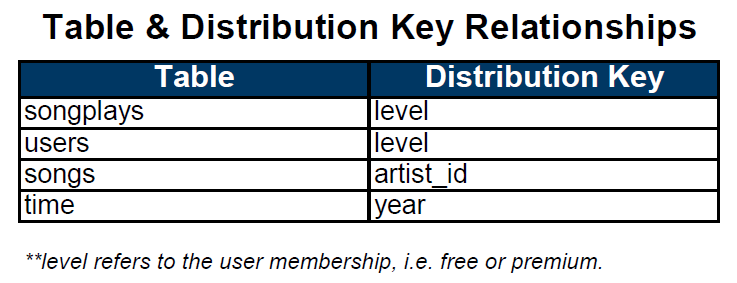 Table & Distribution Key Relationships
Table Distribution Key
songplays level
users level
songs artist_id
time year
**level refers to the user membership, i.e. free or premium.